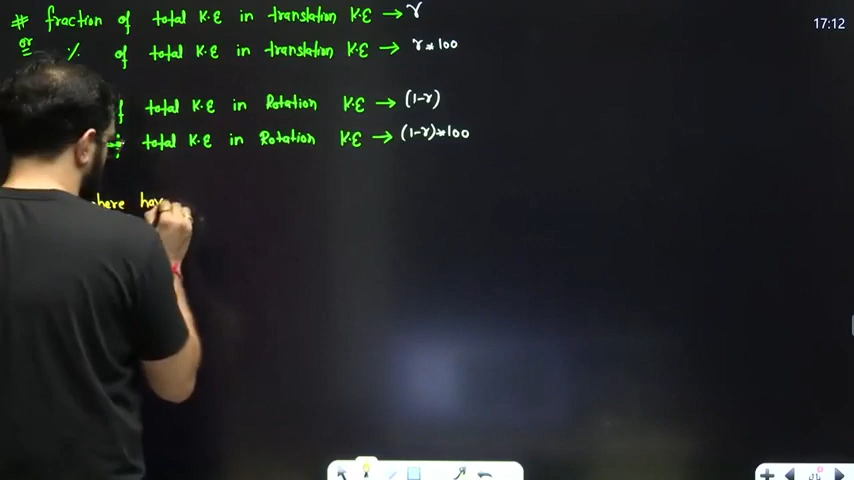 # fraction of total K.E in translation K.E → r
17:12
or % of total K.E in translation K.E → r*100
total K.E in Rotation K.E → (1-r)
total K.E in Rotation K.E → (1-r)*100